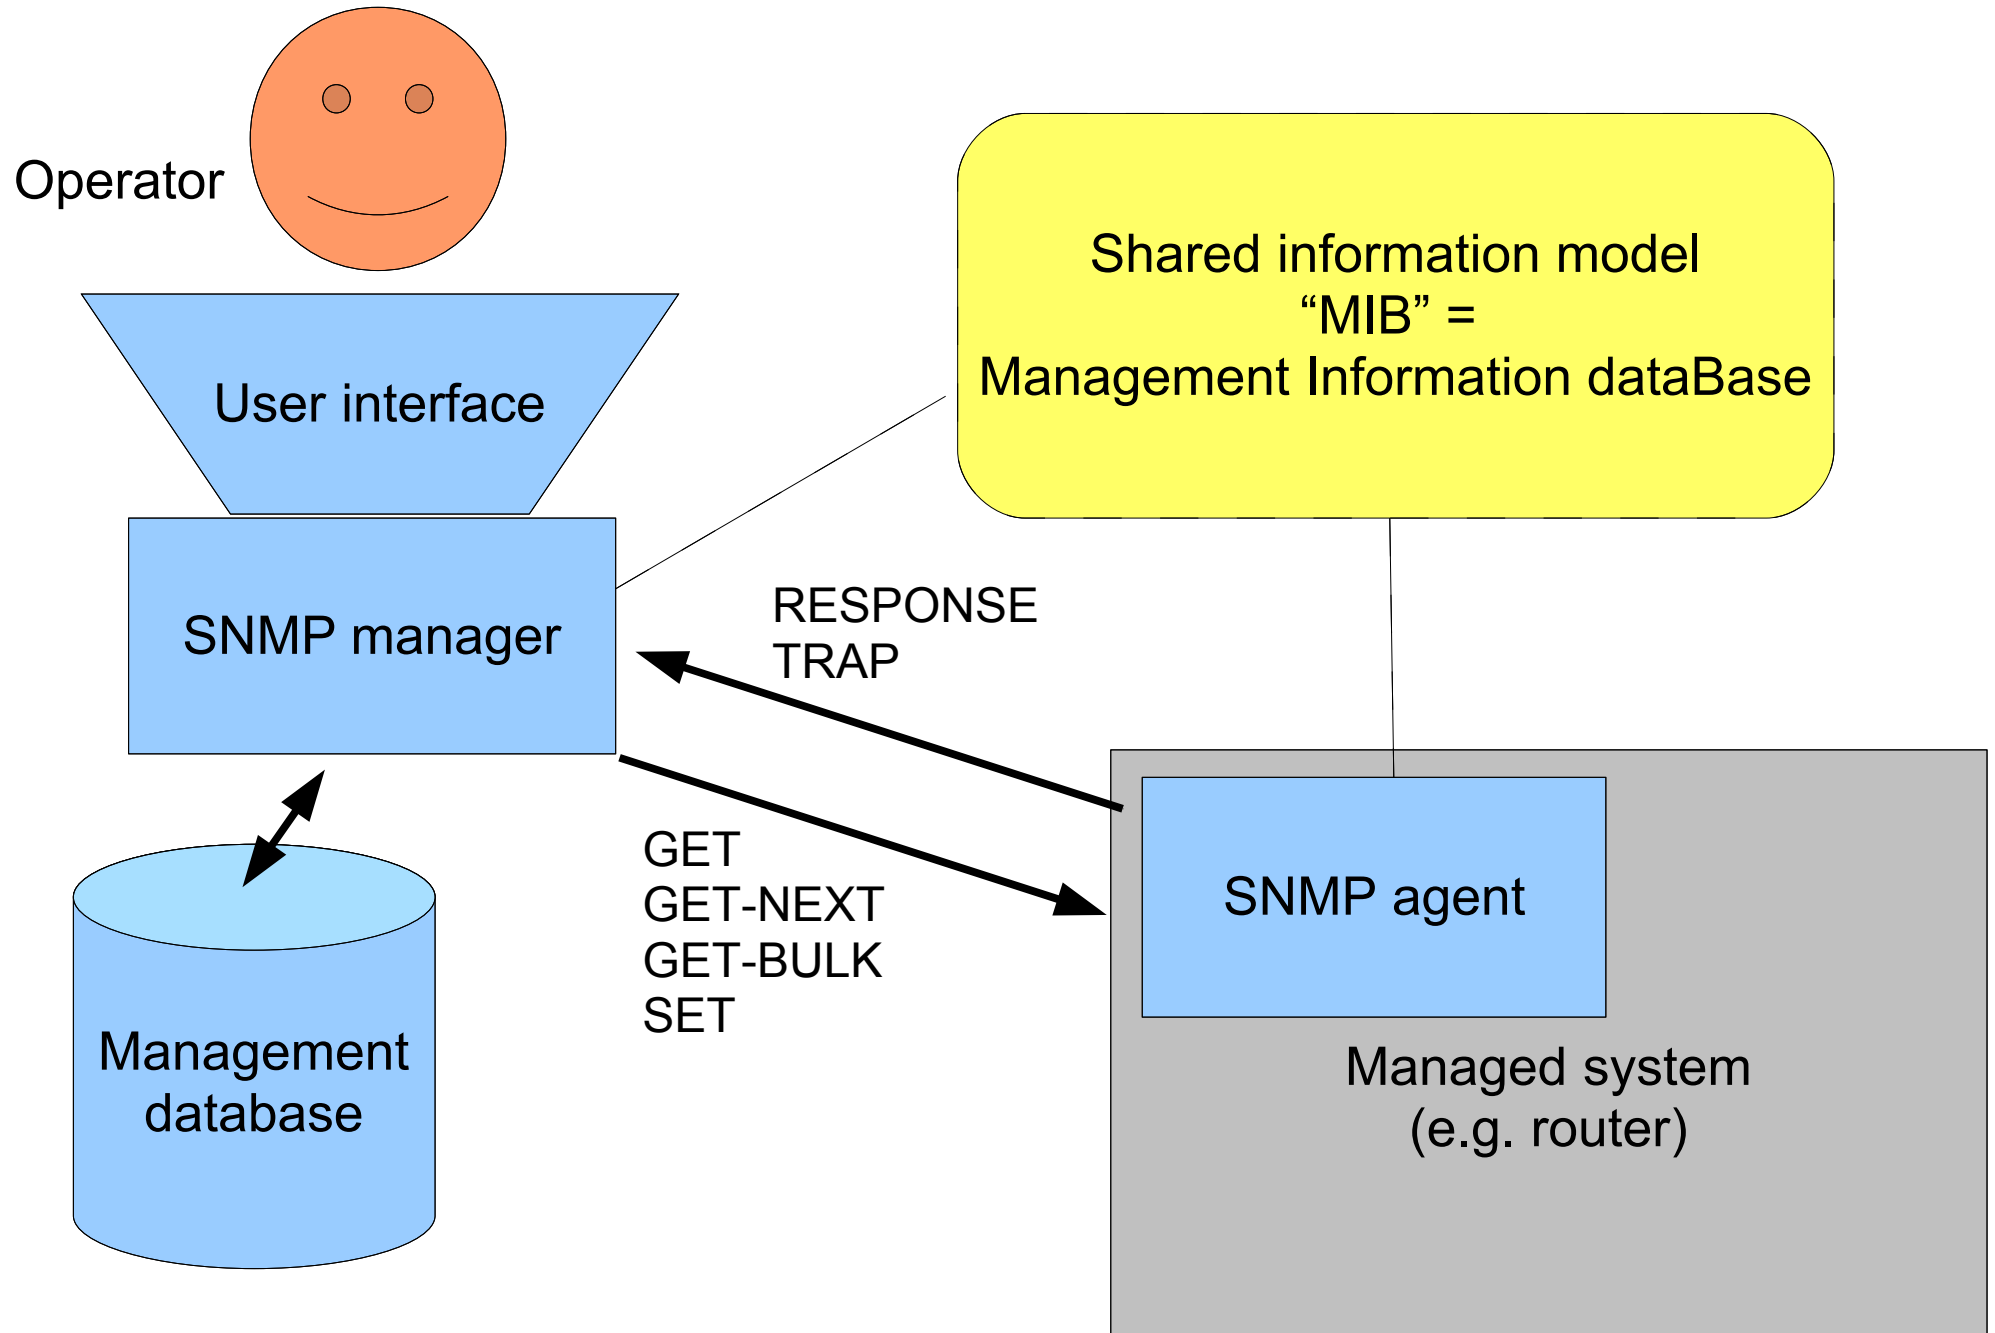 Operator
User interface
SNMP manager
Management
database
Shared information model
“MIB” =
Management Information dataBase
RESPONSE
TRAP
GET
GET-NEXT
GET-BULK
SET
SNMP agent
Managed system
(e.g. router)